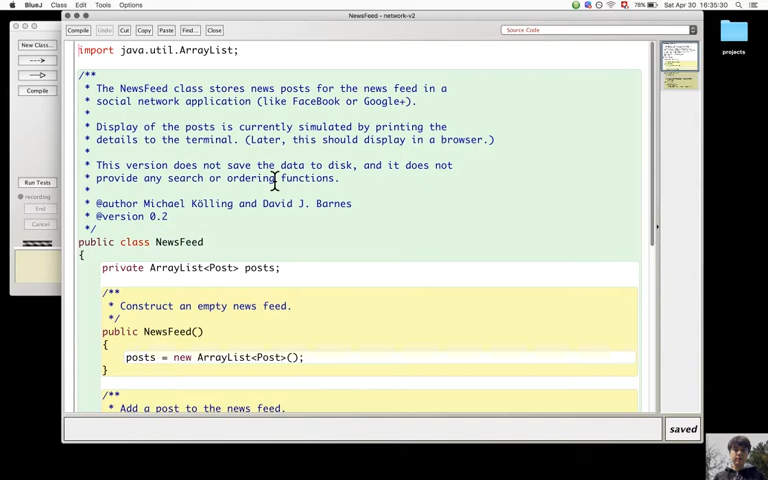 BlueJ Class Edit Tools Options
78% Sat Apr 30 16:35:30
NewsFeed - network-v2
New Class...
Compile
Run Tests
recording
End
Cancel
Compile Undo Cut Copy Paste Find... Close
Source Code
import java.util.ArrayList;
/**
* The NewsFeed class stores news posts for the news feed in a
* social network application (like FaceBook or Google+).
*
* Display of the posts is currently simulated by printing the
* details to the terminal. (Later, this should display in a browser.)
*
* This version does not save the data to disk, and it does not
* provide any search or ordering functions.
*
* @author Michael Kölling and David J. Barnes
* @version 0.2
*/
public class NewsFeed
{
private ArrayList<Post> posts;
/**
* Construct an empty news feed.
*/
public NewsFeed()
{
posts = new ArrayList<Post>();
}
/**
* Add a post to the news feed.
saved
projects